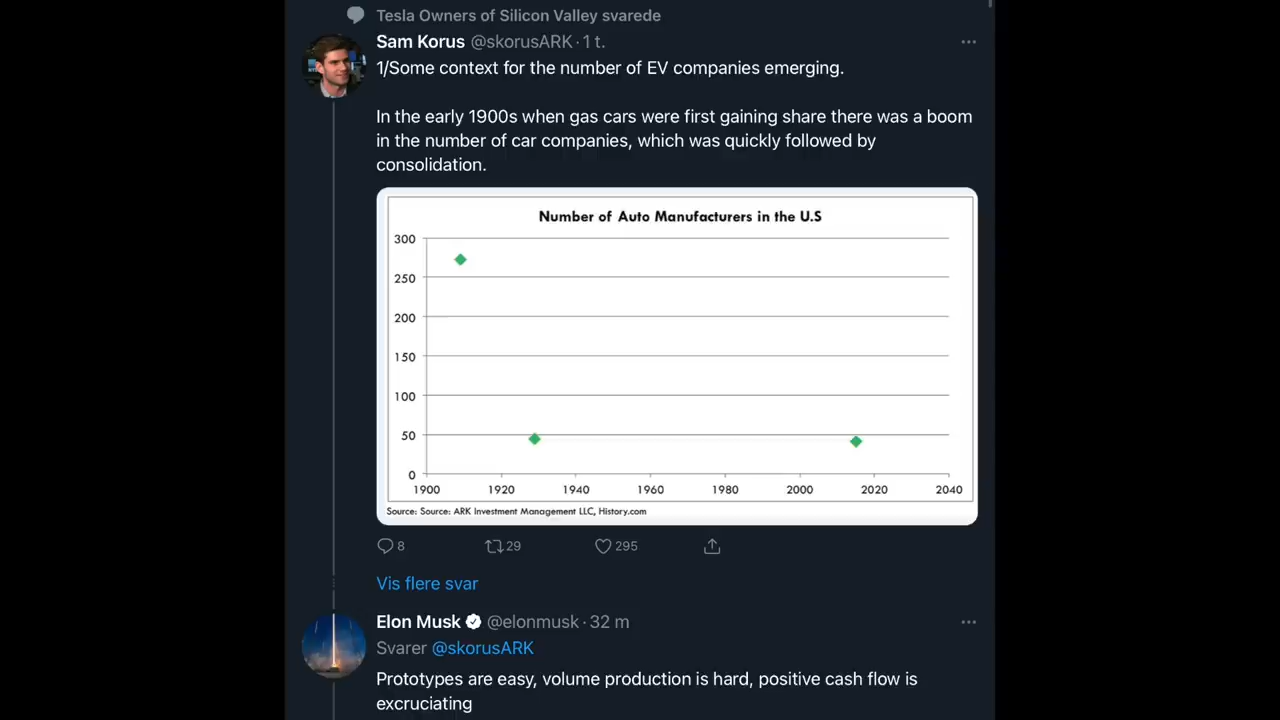 Tesla Owners of Silicon Valley svarede
Sam Korus @skorusARK · 1 t.
1/Some context for the number of EV companies emerging.
In the early 1900s when gas cars were first gaining share there was a boom
in the number of car companies, which was quickly followed by
consolidation.
Number of Auto Manufacturers in the U.S
300
250
200
150
100
50
0
1900 1920 1940 1960 1980 2000 2020 2040
Source: Source: ARK Investment Management LLC, History.com
8 29 295
Vis flere svar
Elon Musk @elonmusk · 32 m
Svarer @skorusARK
Prototypes are easy, volume production is hard, positive cash flow is
excruciating